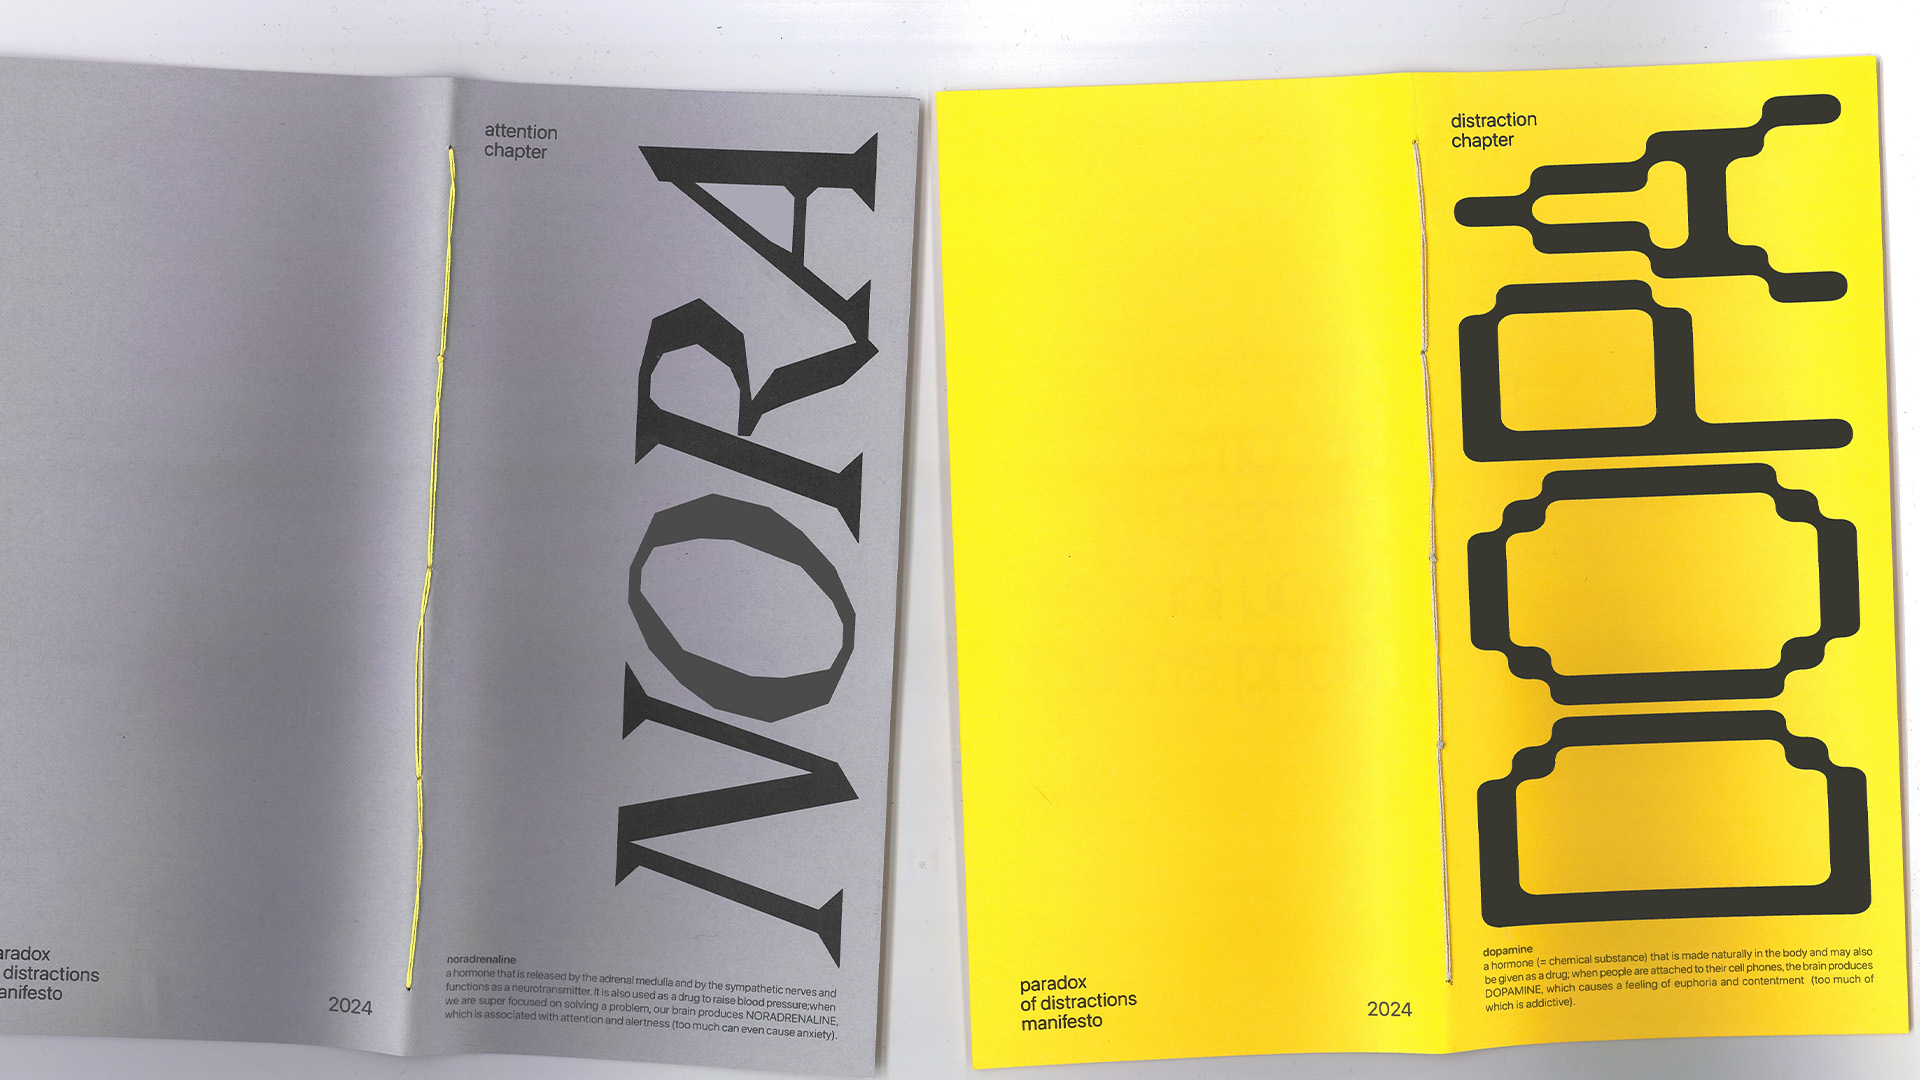 attention
chapter
NORA
aradox
distractions
anifesto
2024
noradrenaline
a hormone that is released by the adrenal medulla and by the sympathetic nerves and
functions as a neurotransmitter. It is also used as a drug to raise blood pressure;when
we are super focused on solving a problem, our brain produces NORADRENALINE,
which is associated with attention and alertness (too much can even cause anxiety).
distraction
chapter
DOPA
paradox
of distractions
manifesto
2024
dopamine
a hormone (= chemical substance) that is made naturally in the body and may also
be given as a drug; when people are attached to their cell phones, the brain produces
DOPAMINE, which causes a feeling of euphoria and contentment (too much of
which is addictive).